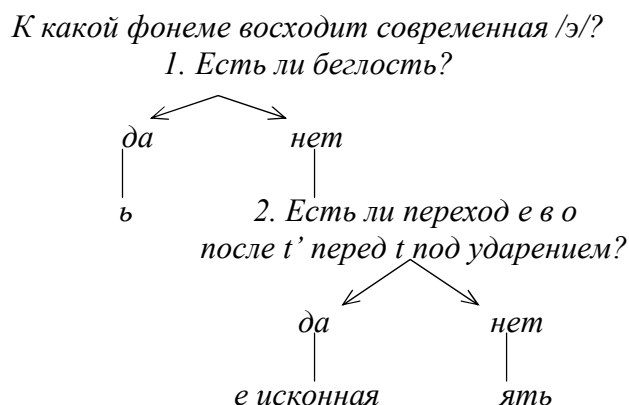 К какой фонеме восходит современная /э/?
1. Есть ли беглость?
да нет
ь 2. Есть ли переход е в о
после t’ перед t под ударением?
да нет
е исконная ять